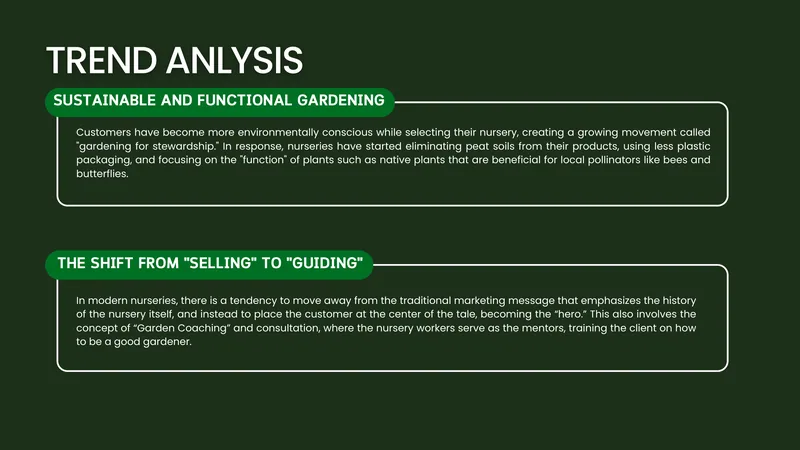 TREND ANLYSIS
SUSTAINABLE AND FUNCTIONAL GARDENING
Customers have become more environmentally conscious while selecting their nursery, creating a growing movement called
"gardening for stewardship." In response, nurseries have started eliminating peat soils from their products, using less plastic
packaging, and focusing on the "function" of plants such as native plants that are beneficial for local pollinators like bees and
butterflies.
THE SHIFT FROM "SELLING" TO "GUIDING"
In modern nurseries, there is a tendency to move away from the traditional marketing message that emphasizes the history
of the nursery itself, and instead to place the customer at the center of the tale, becoming the “hero.” This also involves the
concept of “Garden Coaching” and consultation, where the nursery workers serve as the mentors, training the client on how
to be a good gardener.